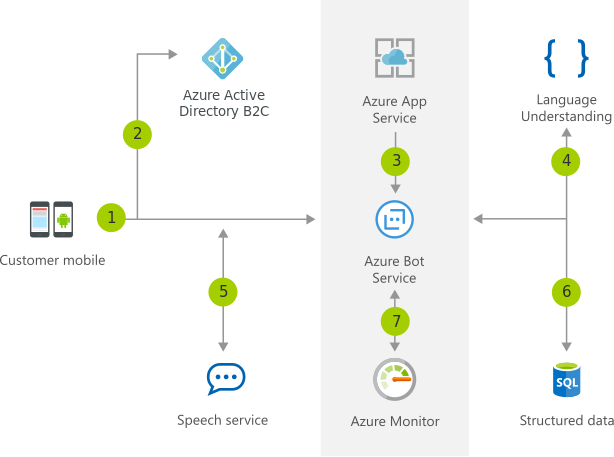 Azure Active
Directory B2C
Azure App
Service
{ }
Language
Understanding
2
3
4
1
Customer mobile
Azure Bot
Service
5
7
6
SQL
Speech service
Azure Monitor
Structured data